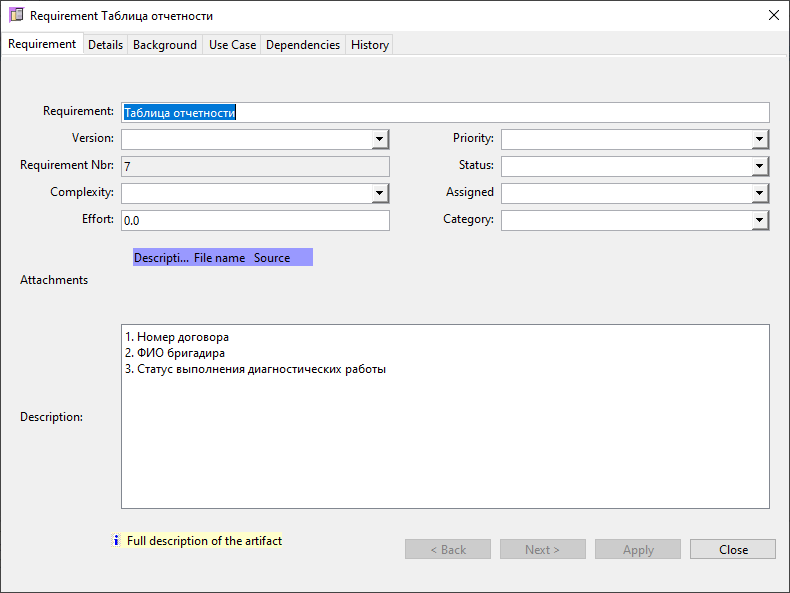 Requirement Таблица отчетности
Requirement Details Background Use Case Dependencies History
Requirement: Таблица отчетности
Version: Priority:
Requirement Nbr: 7 Status:
Complexity: Assigned
Effort: 0.0 Category:
Descripti... File name Source
Attachments
1. Номер договора
2. ФИО бригадира
3. Статус выполнения диагностических работы
Description:
i Full description of the artifact
< Back Next > Apply Close